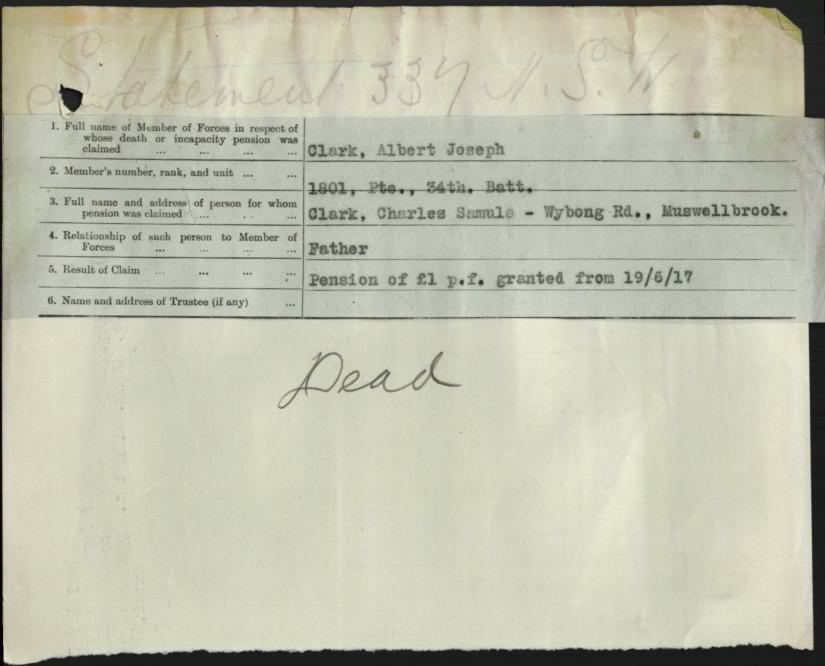 Statement 337 N.S.W.
1. Full name of Member of Forces in respect of
whose death or incapacity pension was
claimed ... ... ... ... Clark, Albert Joseph
2. Member's number, rank, and unit ... ... 1801, Pte., 34th. Batt.
3. Full name and address of person for whom
pension was claimed ... ... ... Clark, Charles Samule - Wybong Rd., Muswellbrook.
4. Relationship of such person to Member of
Forces ... ... ... ... Father
5. Result of Claim ... ... ... ... Pension of £1 p.f. granted from 19/6/17
6. Name and address of Trustee (if any) ...
Dead